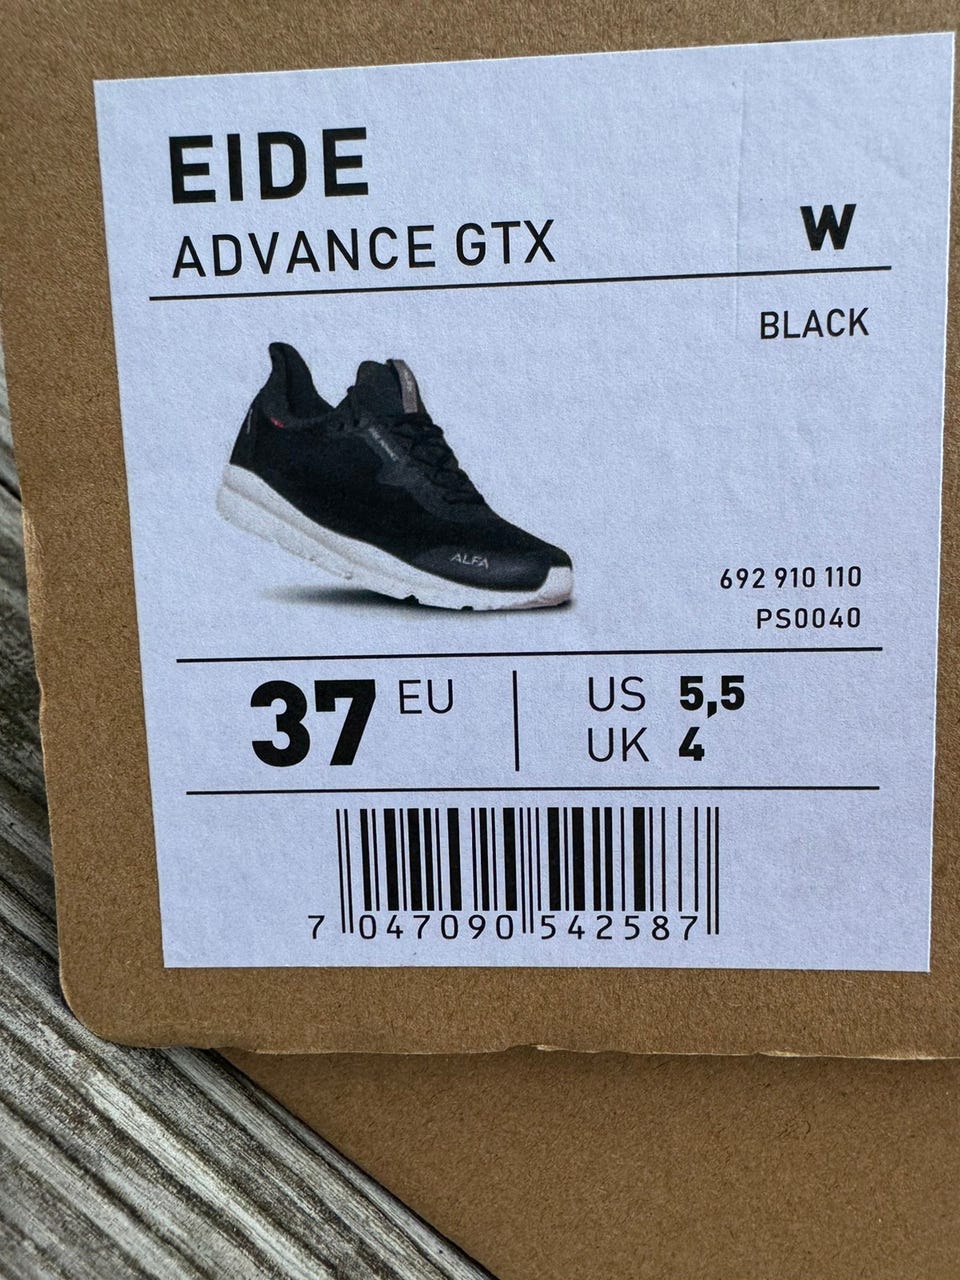 EIDE
ADVANCE GTX
W
BLACK
ALFA
692 910 110
PS0040
37 EU
US 5,5
UK 4
7 047090 542587